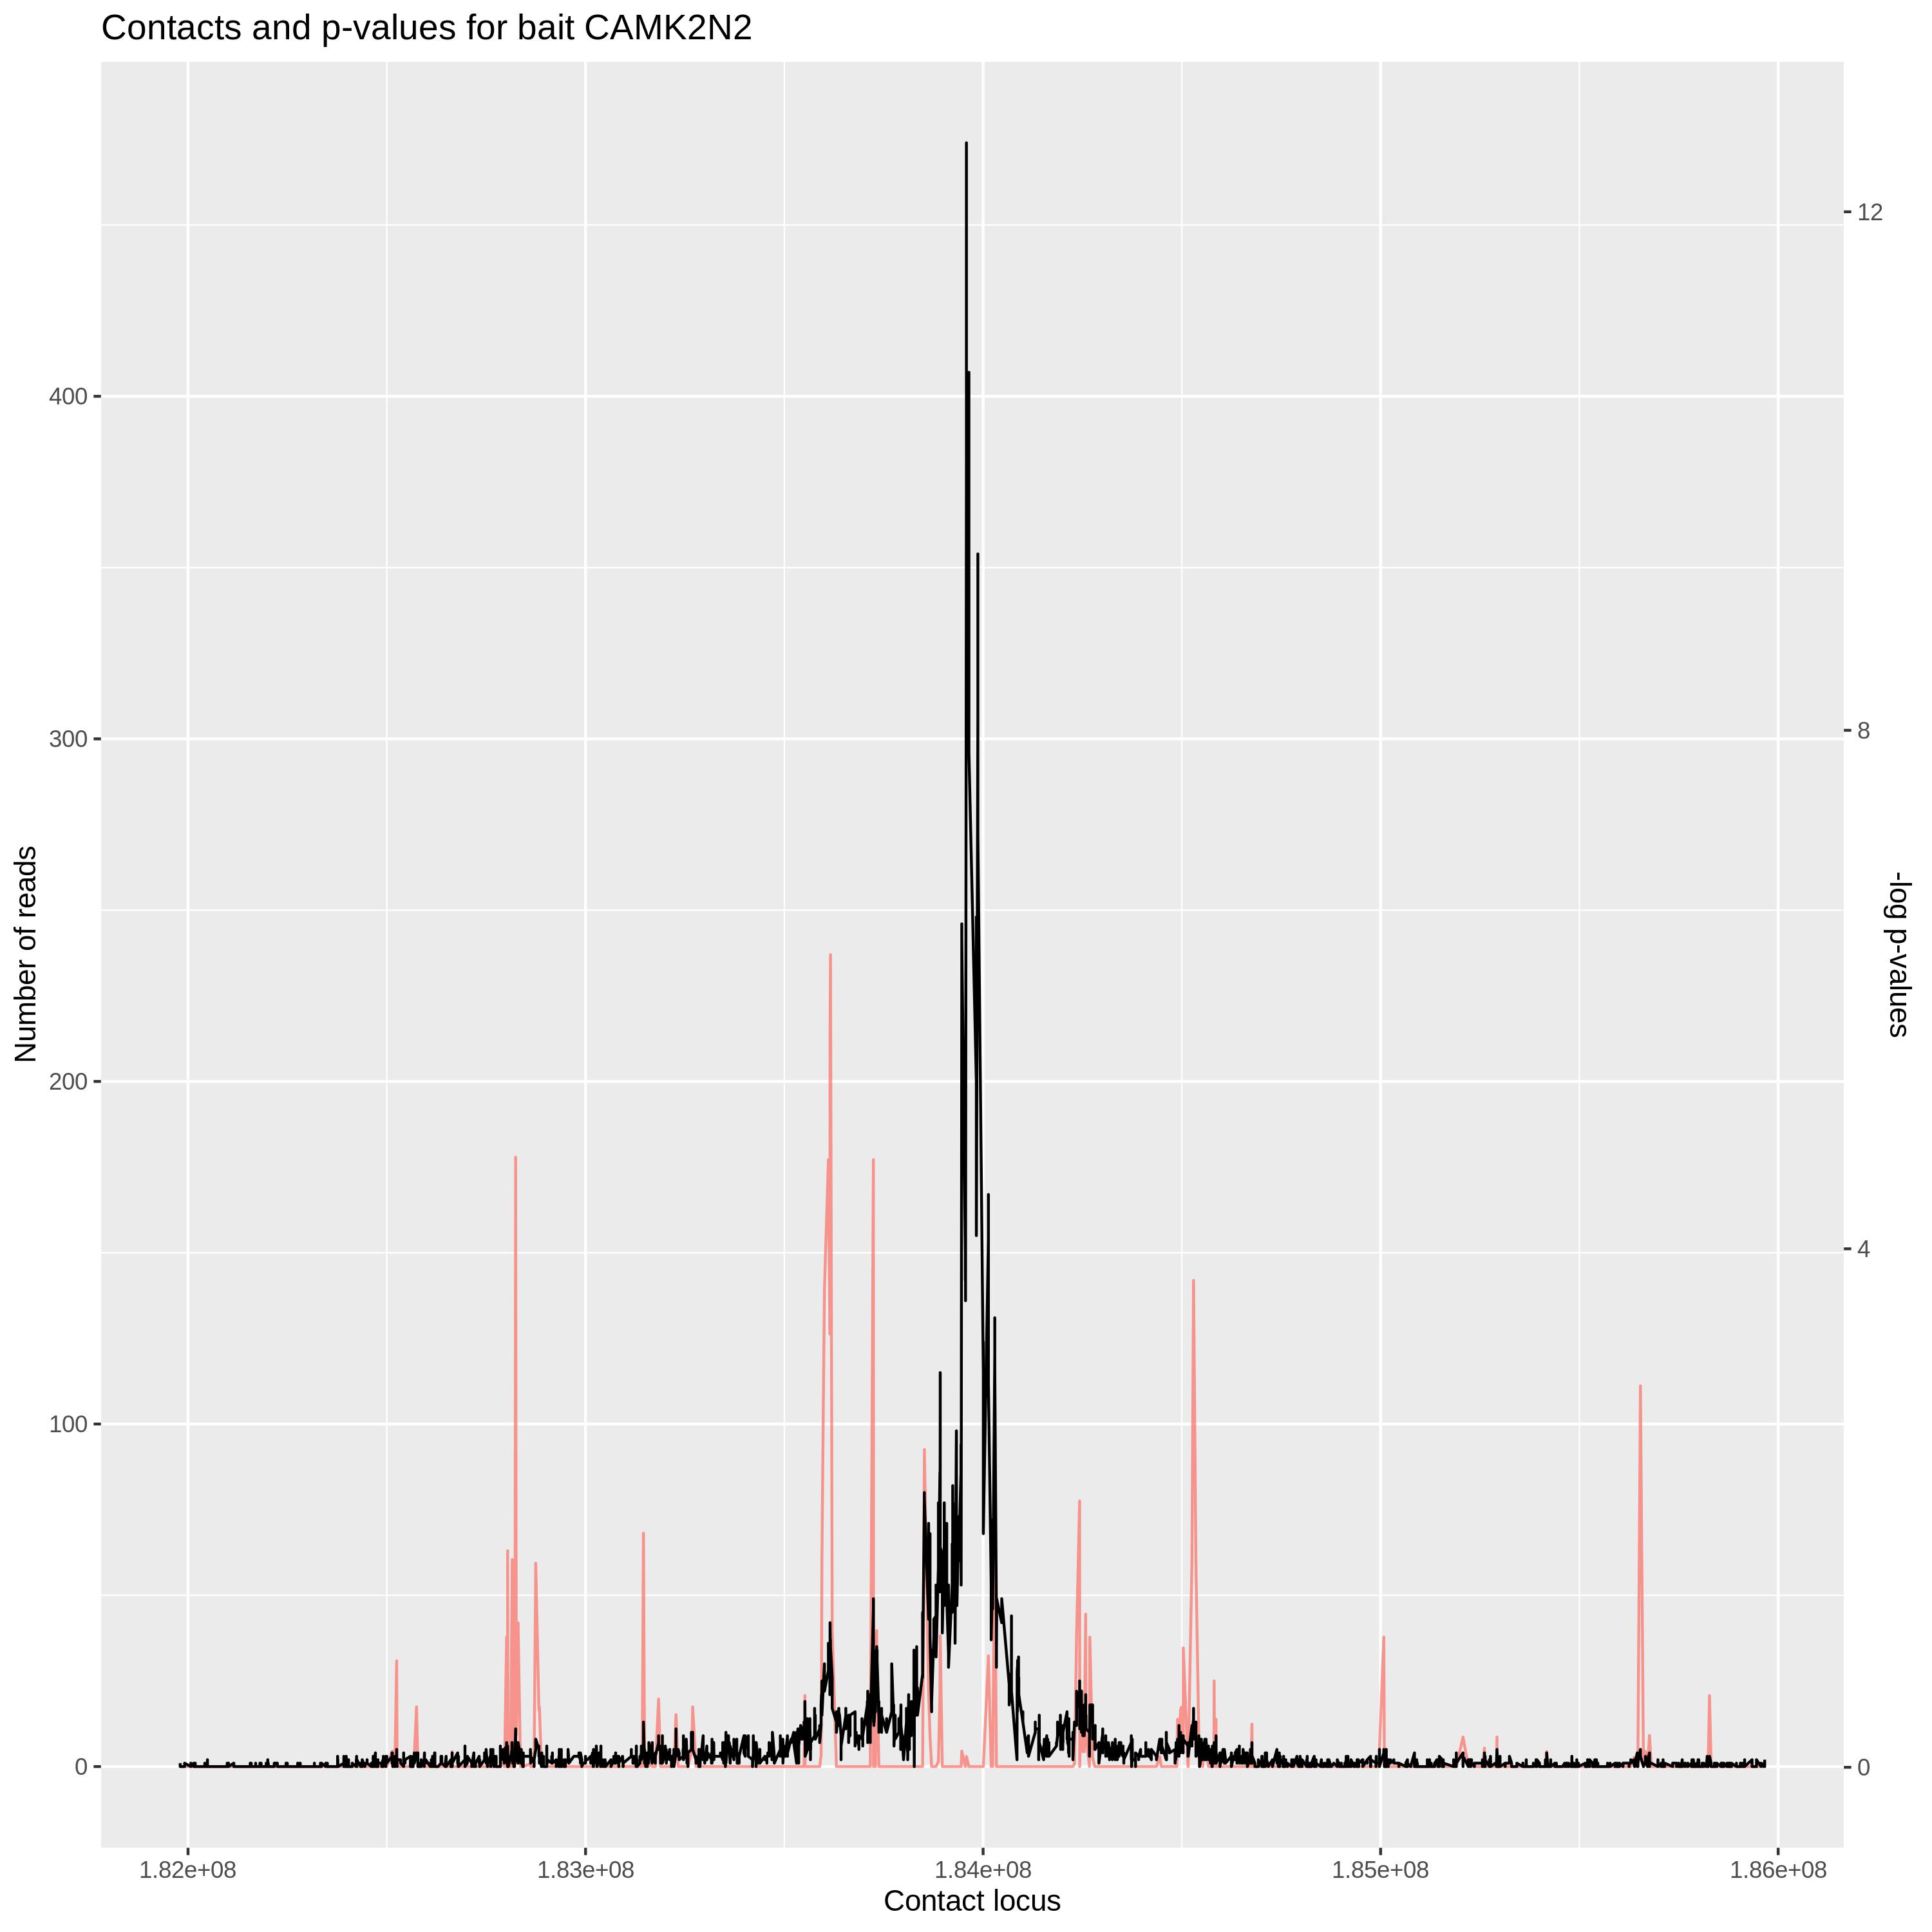 Contacts and p-values for bait CAMK2N2
Number of reads
400
300
200
100
0
12
8
4
0
-log p-values
1.82e+08
1.83e+08
1.84e+08
1.85e+08
1.86e+08
Contact locus